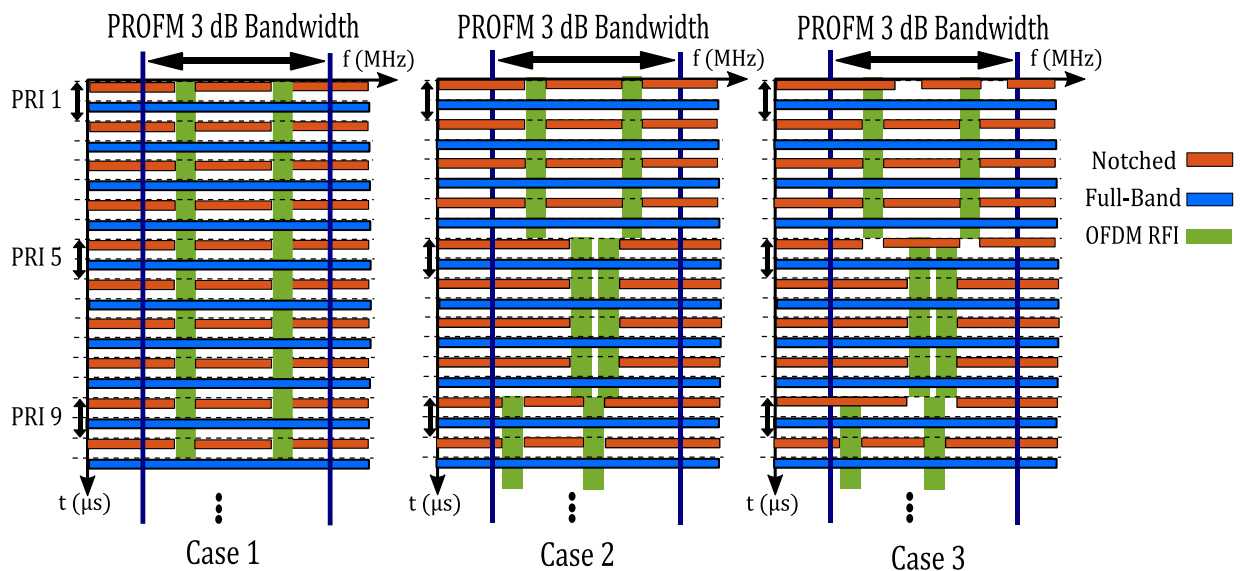 PROFM 3 dB Bandwidth
f (MHz)
PROFM 3 dB Bandwidth
f (MHz)
PROFM 3 dB Bandwidth
f (MHz)
PRI 1
PRI 5
PRI 9
Notched
Full-Band
OFDM RFI
t (μs)
t (μs)
t (μs)
Case 1
Case 2
Case 3